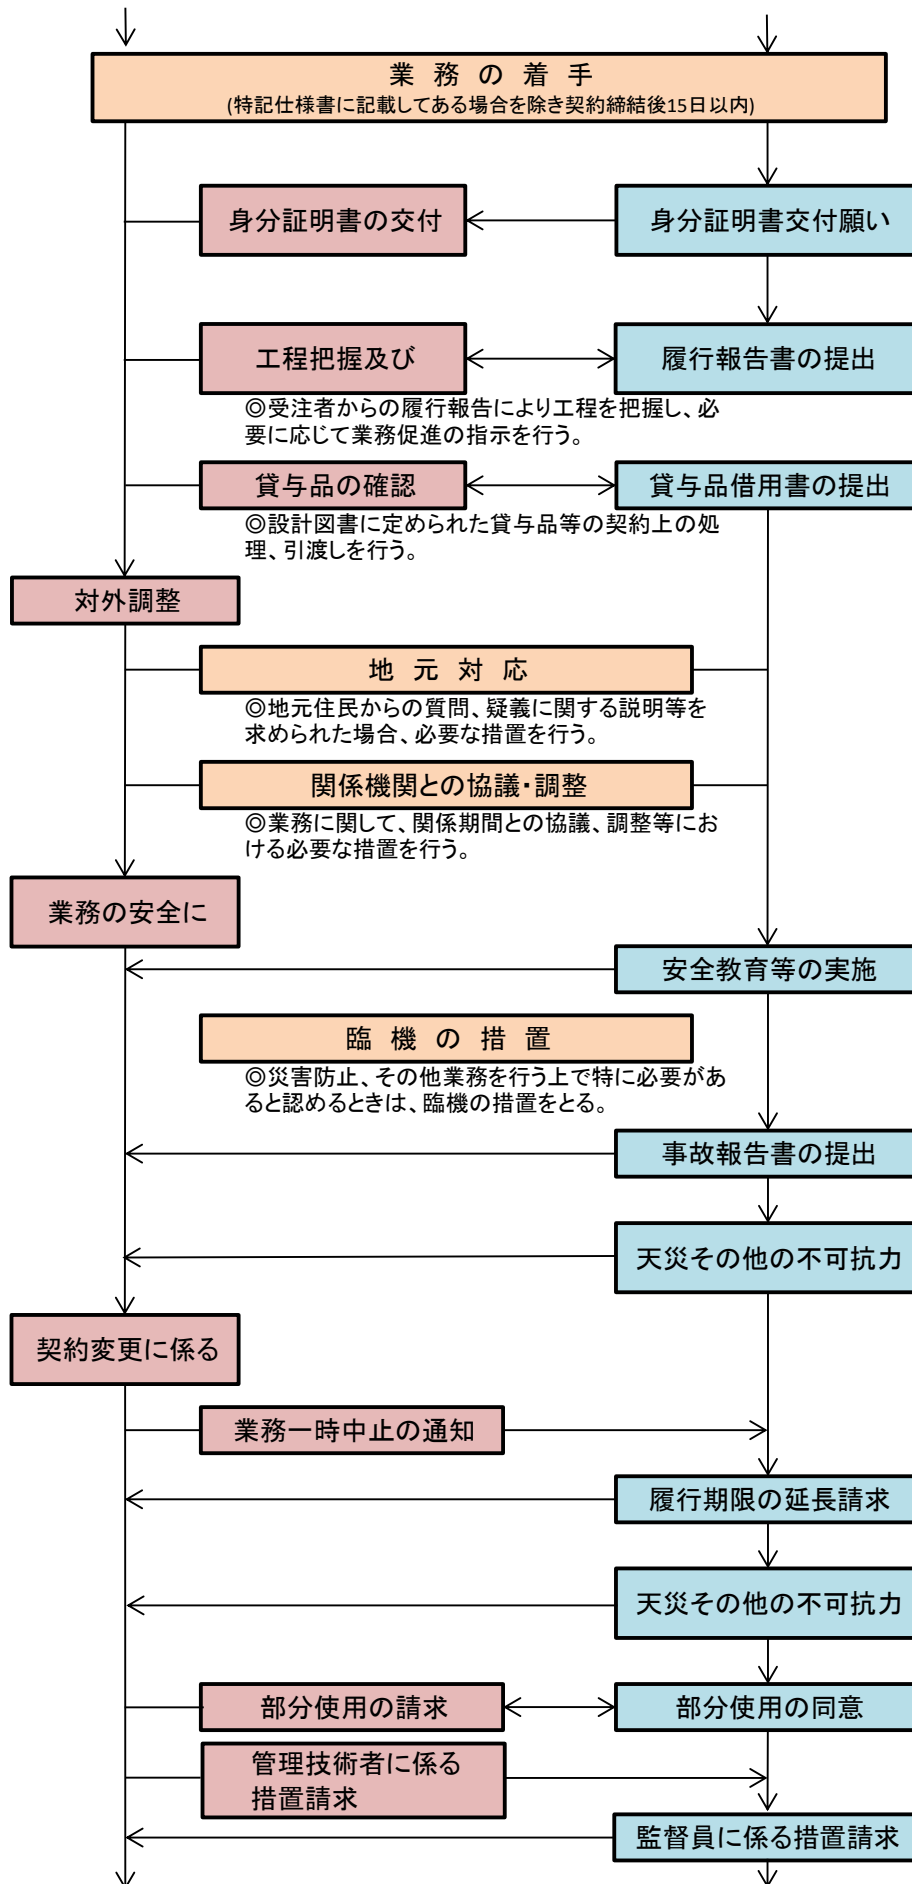 業務の着手
(特記仕様書に記載してある場合を除き契約締結後15日以内)
身分証明書の交付
身分証明書交付願い
工程把握及び
履行報告書の提出
◎受注者からの履行報告により工程を把握し、必
要に応じて業務促進の指示を行う。
貸与品の確認
貸与品借用書の提出
◎設計図書に定められた貸与品等の契約上の処
理、引渡しを行う。
対外調整
地元対応
◎地元住民からの質問、疑義に関する説明等を
求められた場合、必要な措置を行う。
関係機関との協議・調整
◎業務に関して、関係期間との協議、調整等にお
ける必要な措置を行う。
業務の安全に
安全教育等の実施
臨機の措置
◎災害防止、その他業務を行う上で特に必要があ
ると認めるときは、臨機の措置をとる。
事故報告書の提出
天災その他の不可抗力
契約変更に係る
業務一時中止の通知
履行期限の延長請求
天災その他の不可抗力
部分使用の請求
部分使用の同意
管理技術者に係る
措置請求
監督員に係る措置請求